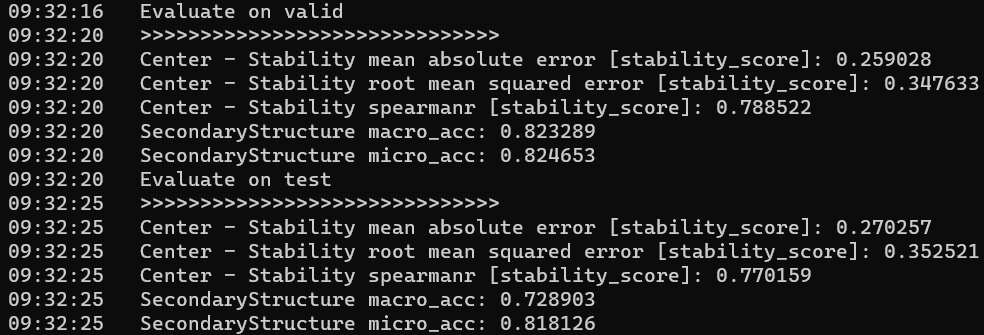 09:32:16 Evaluate on valid
09:32:20 >>>>>>>>>>>>>>>>>>>>>>>>>>>>>>
09:32:20 Center - Stability mean absolute error [stability_score]: 0.259028
09:32:20 Center - Stability root mean squared error [stability_score]: 0.347633
09:32:20 Center - Stability spearmanr [stability_score]: 0.788522
09:32:20 SecondaryStructure macro_acc: 0.823289
09:32:20 SecondaryStructure micro_acc: 0.824653
09:32:20 Evaluate on test
09:32:25 >>>>>>>>>>>>>>>>>>>>>>>>>>>>>>
09:32:25 Center - Stability mean absolute error [stability_score]: 0.270257
09:32:25 Center - Stability root mean squared error [stability_score]: 0.352521
09:32:25 Center - Stability spearmanr [stability_score]: 0.770159
09:32:25 SecondaryStructure macro_acc: 0.728903
09:32:25 SecondaryStructure micro_acc: 0.818126